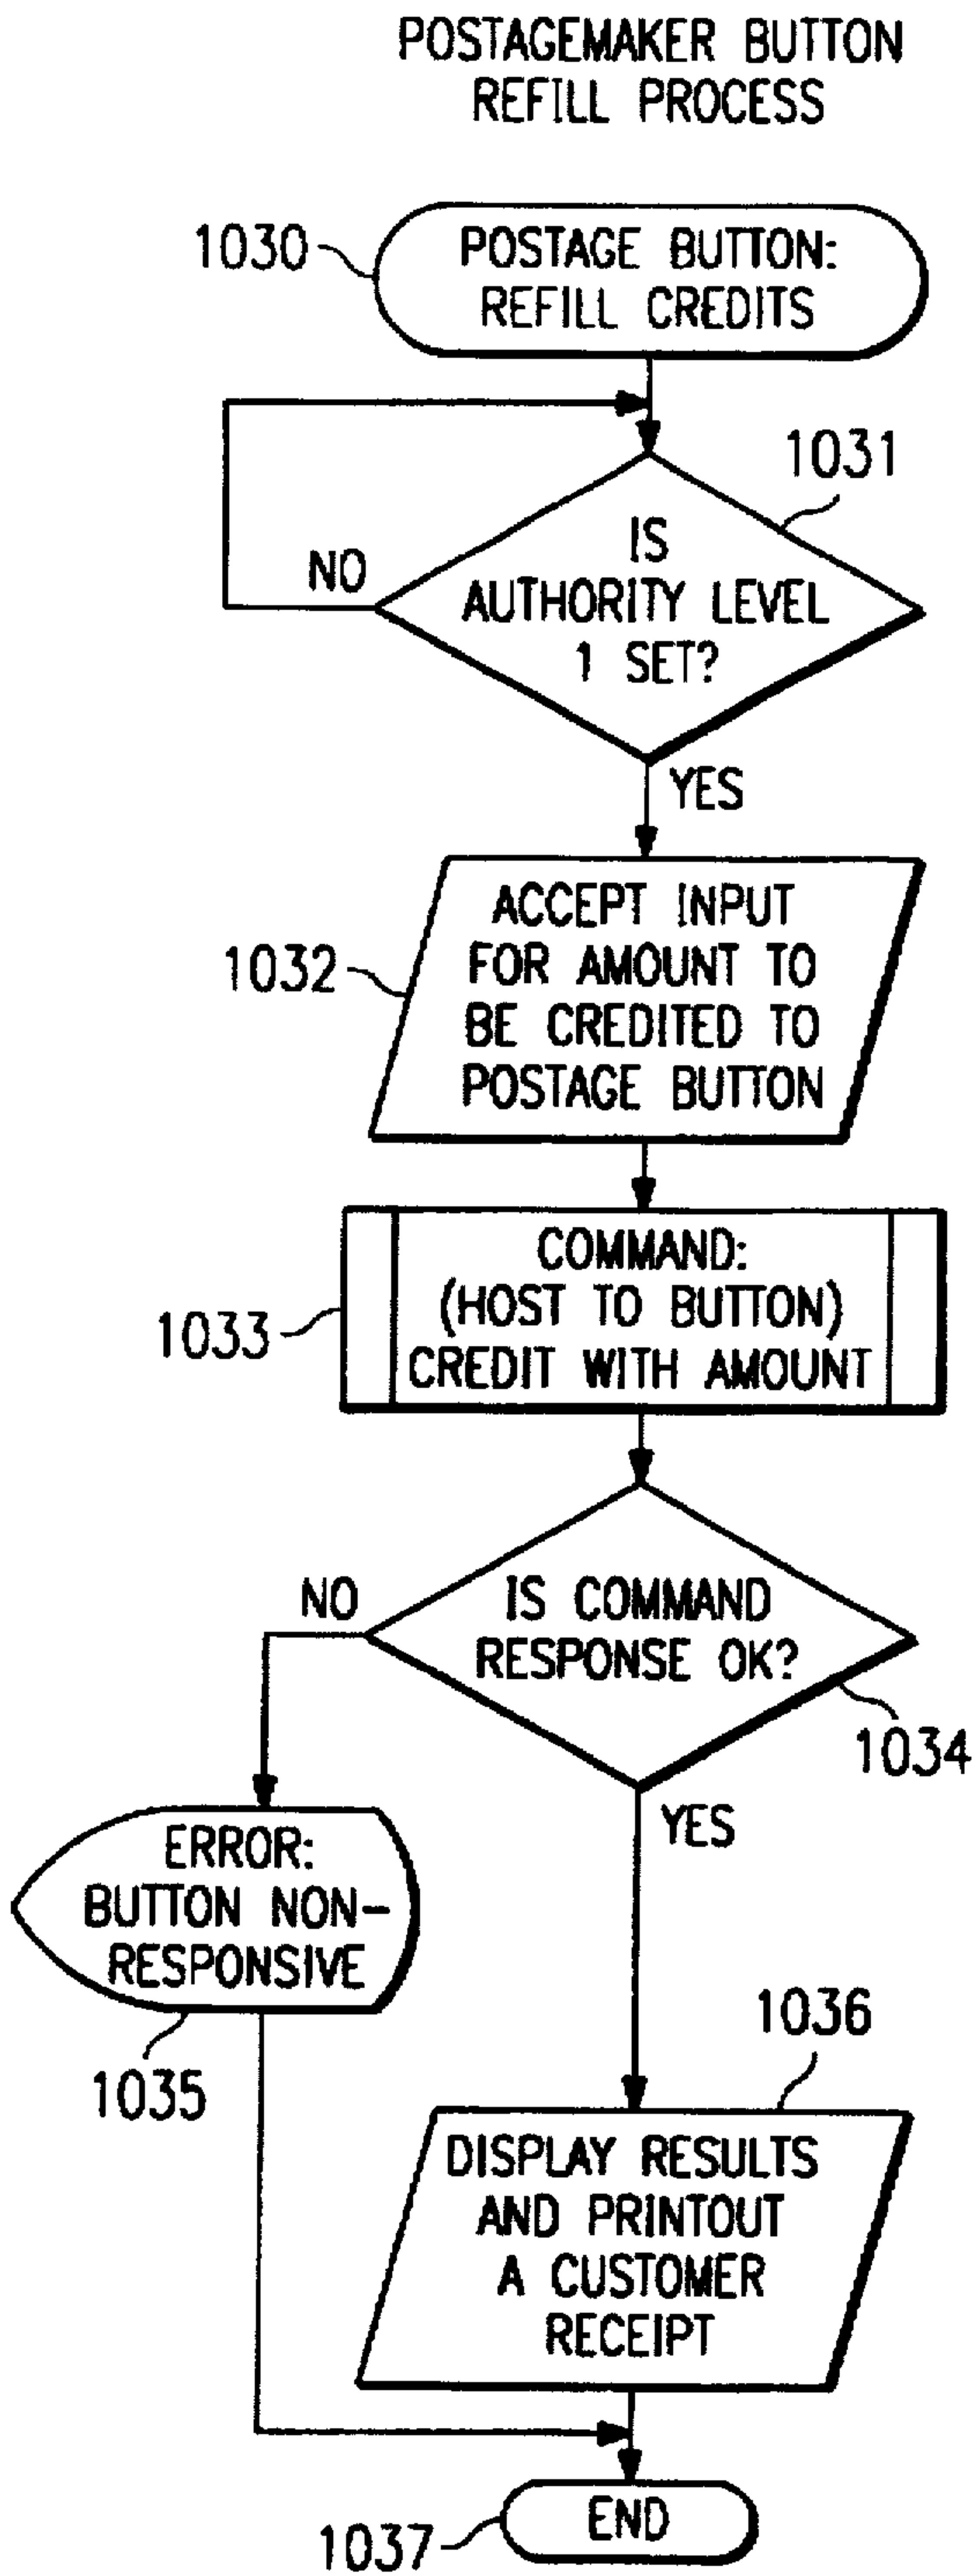 POSTAGEMAKER BUTTON
REFILL PROCESS
1030
POSTAGE BUTTON:
REFILL CREDITS
1031
IS
AUTHORITY LEVEL
1 SET?
NO
YES
1032
ACCEPT INPUT
FOR AMOUNT TO
BE CREDITED TO
POSTAGE BUTTON
1033
COMMAND:
(HOST TO BUTTON)
CREDIT WITH AMOUNT
NO
IS COMMAND
RESPONSE OK?
1034
YES
ERROR:
BUTTON NON-
RESPONSIVE
1035
1036
DISPLAY RESULTS
AND PRINTOUT
A CUSTOMER
RECEIPT
END
1037